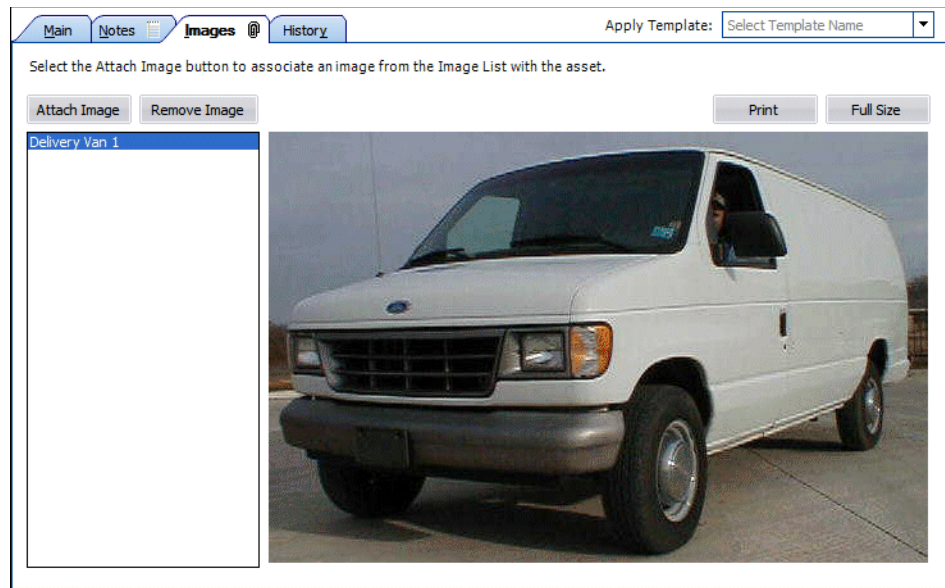 Main Notes Images History Apply Template: Select Template Name
Select the Attach Image button to associate an image from the Image List with the asset.
Attach Image Remove Image Print Full Size
Delivery Van 1